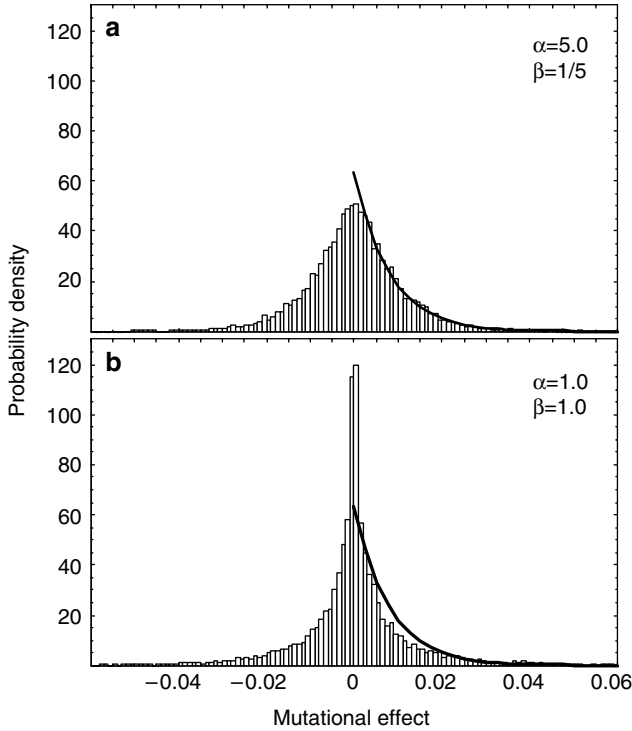 a
120
100
80
60
40
20
α=5.0
β=1/5
Probability density
b
120
100
80
60
40
20
α=1.0
β=1.0
−0.04 −0.02 0 0.02 0.04 0.06
Mutational effect